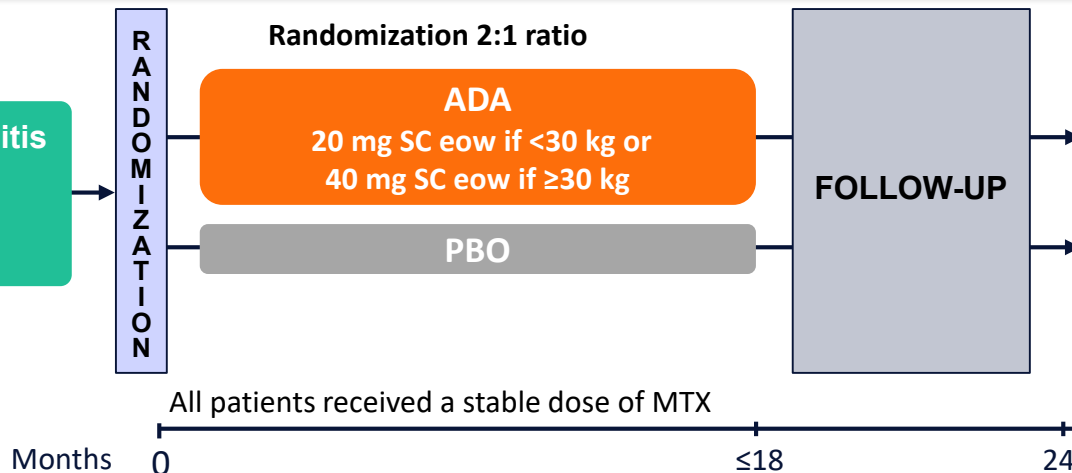 Randomization 2:1 ratio
itis
RANDOMIZATION
ADA
20 mg SC eow if <30 kg or
40 mg SC eow if ≥30 kg
PBO
FOLLOW-UP
All patients received a stable dose of MTX
Months 0 ≤18 24